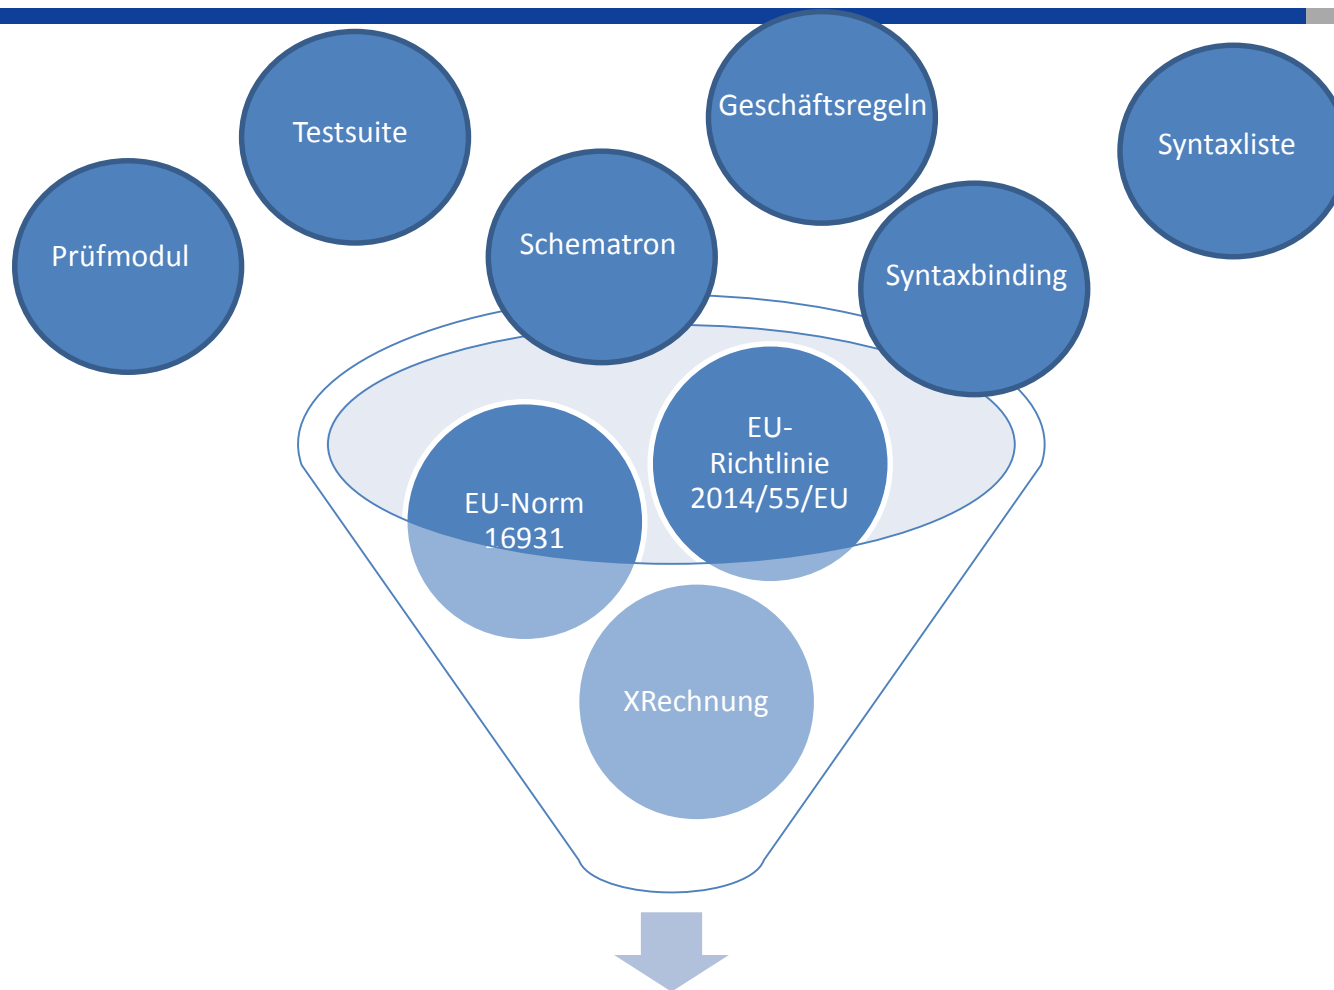 Geschäftsregeln
Testsuite
Syntaxliste
Prüfmodul
Schematron
Syntaxbinding
EU-
Richtlinie
2014/55/EU
EU-Norm
16931
XRechnung